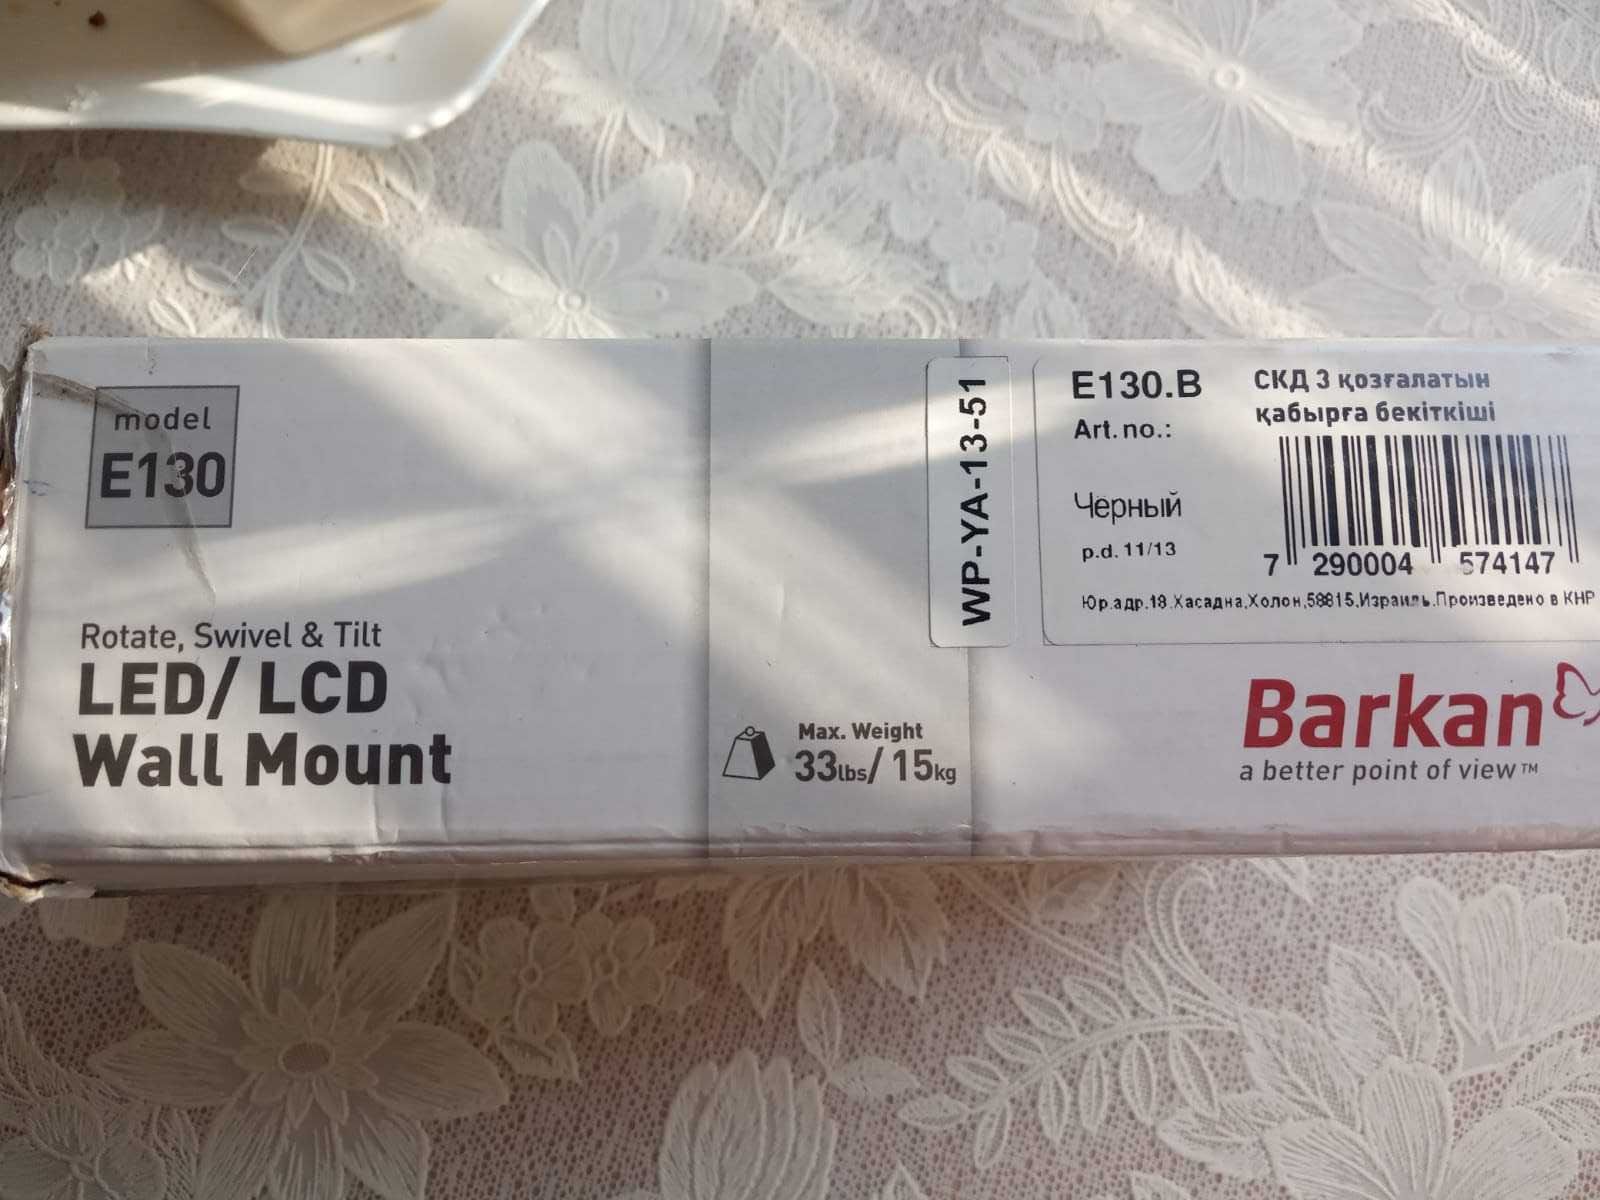 model
E130
Rotate, Swivel & Tilt
LED/ LCD
Wall Mount
Max. Weight
33lbs/15kg
WP-YA-13-51
E130.B
Art. no.:
Чёрный
p.d. 11/13
СКД 3 қозғалатын
қабырға бекіткіші
7 290004 574147
Юр.адр.18.Хасадна,Холон,58815,Израиль.Произведено в КНР
Barkan
a better point of view™